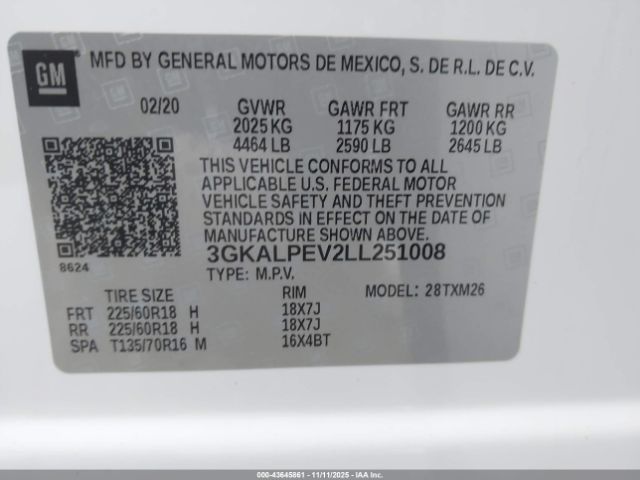 GM
MFD BY GENERAL MOTORS DE MEXICO, S. DE R.L. DE C.V.
02/20 GVWR GAWR FRT GAWR RR
2025 KG 1175 KG 1200 KG
4464 LB 2590 LB 2645 LB
THIS VEHICLE CONFORMS TO ALL
APPLICABLE U.S. FEDERAL MOTOR
VEHICLE SAFETY AND THEFT PREVENTION
STANDARDS IN EFFECT ON THE DATE OF
MANUFACTURE SHOWN ABOVE.
8624
3GKALPEV2LL251008
TYPE: M.P.V.
TIRE SIZE RIM MODEL: 28TXM26
FRT 225/60R18 H 18X7J
RR 225/60R18 H 18X7J
SPA T135/70R16 M 16X4BT
000-43645861 - 11/11/2025 - IAAI.com